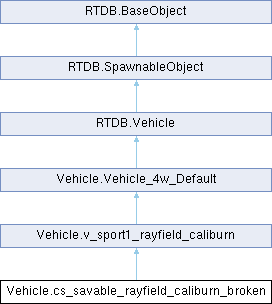 RTDB.BaseObject
RTDB.SpawnableObject
RTDB.Vehicle
Vehicle.Vehicle_4w_Default
Vehicle.v_sport1_rayfield_caliburn
Vehicle.cs_savable_rayfield_caliburn_broken